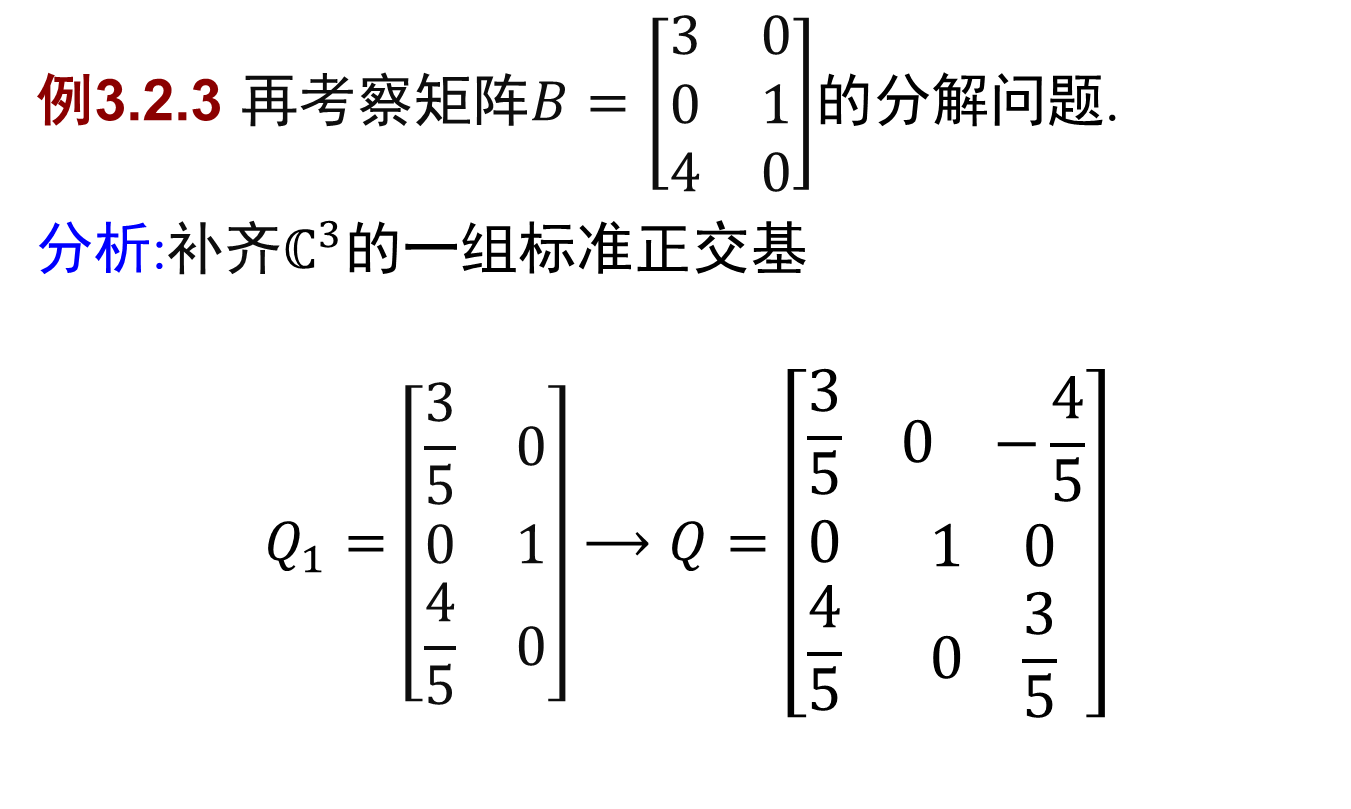 例3.2.3 再考察矩阵𝐵 = [3 0; 0 1; 4 0]的分解问题.
分析:补齐ℂ³的一组标准正交基
𝑄₁ = [3/5 0; 0 1; 4/5 0] ⟶ 𝑄 = [3/5 0 −4/5; 0 1 0; 4/5 0 3/5]